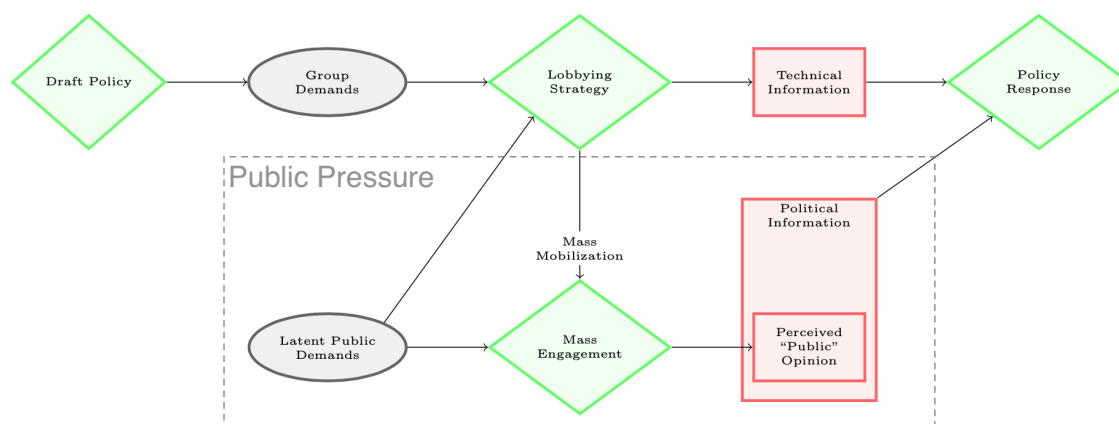 Draft Policy
Group
Demands
Lobbying
Strategy
Technical
Information
Policy
Response
Public Pressure
Political
Information
Mass
Mobilization
Latent Public
Demands
Mass
Engagement
Perceived
“Public”
Opinion